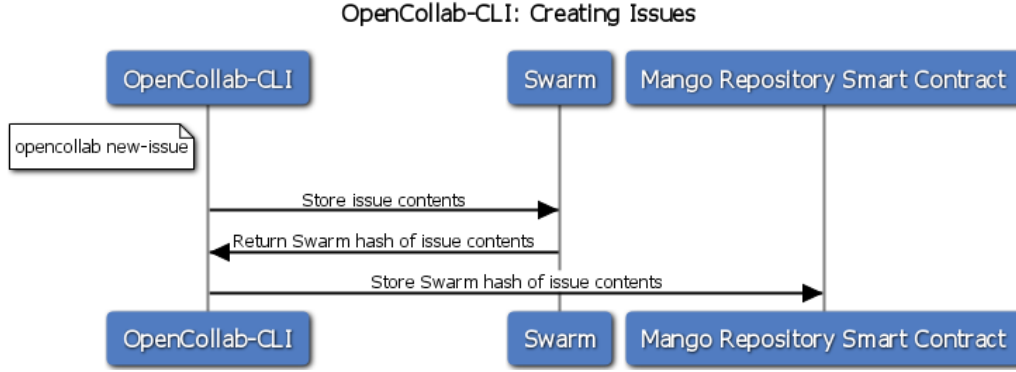 OpenCollab-CLI: Creating Issues
OpenCollab-CLI
Swarm
Mango Repository Smart Contract
opencollab new-issue
Store issue contents
Return Swarm hash of issue contents
Store Swarm hash of issue contents
OpenCollab-CLI
Swarm
Mango Repository Smart Contract